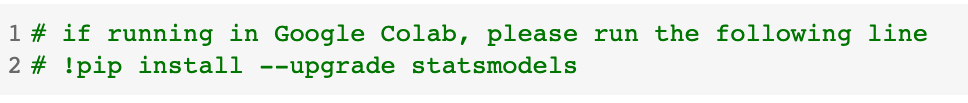 1 # if running in Google Colab, please run the following line
2 # !pip install --upgrade statsmodels